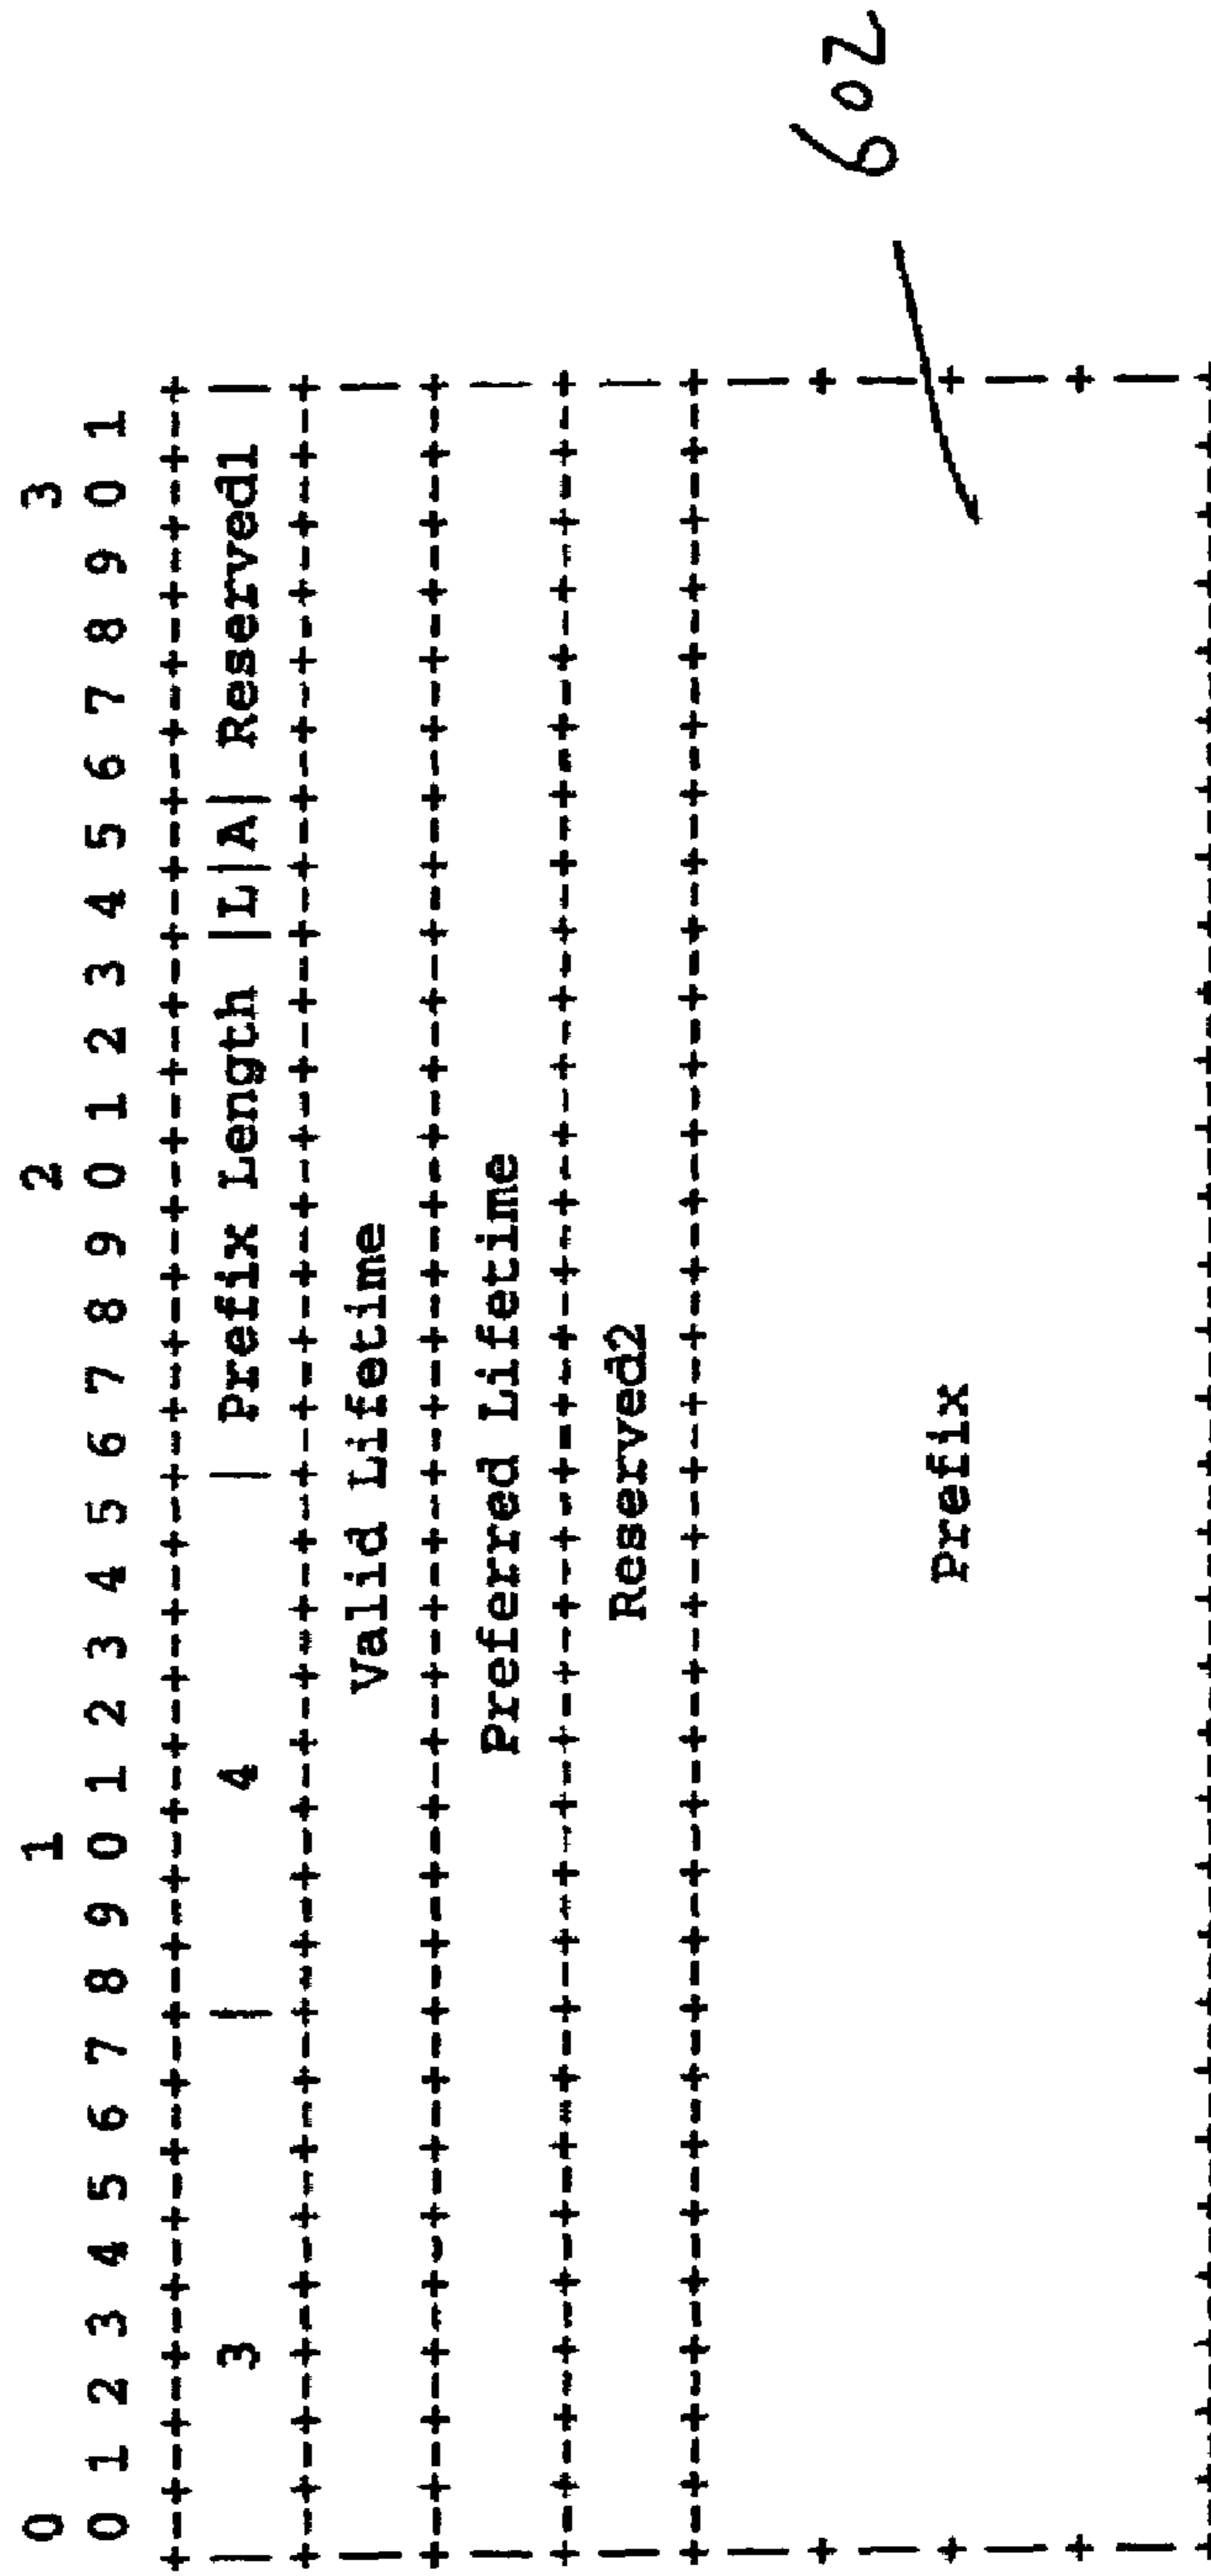 0                   1                   2                   3
0 1 2 3 4 5 6 7 8 9 0 1 2 3 4 5 6 7 8 9 0 1 2 3 4 5 6 7 8 9 0 1
+-+-+-+-+-+-+-+-+-+-+-+-+-+-+-+-+-+-+-+-+-+-+-+-+-+-+-+-+-+-+-+-+
|     3     |     4     | Prefix Length |L|A| Reserved1 |
+-+-+-+-+-+-+-+-+-+-+-+-+-+-+-+-+-+-+-+-+-+-+-+-+-+-+-+-+-+-+-+-+
| Valid Lifetime |
+-+-+-+-+-+-+-+-+-+-+-+-+-+-+-+-+-+-+-+-+-+-+-+-+-+-+-+-+-+-+-+-+
| Preferred Lifetime |
+-+-+-+-+-+-+-+-+-+-+-+-+-+-+-+-+-+-+-+-+-+-+-+-+-+-+-+-+-+-+-+-+
| Reserved2 |
+-+-+-+-+-+-+-+-+-+-+-+-+-+-+-+-+-+-+-+-+-+-+-+-+-+-+-+-+-+-+-+-+
| |
+ +
| Prefix |
+ +
| |
+ +
| |
+-+-+-+-+-+-+-+-+-+-+-+-+-+-+-+-+-+-+-+-+-+-+-+-+-+-+-+-+-+-+-+-+
602